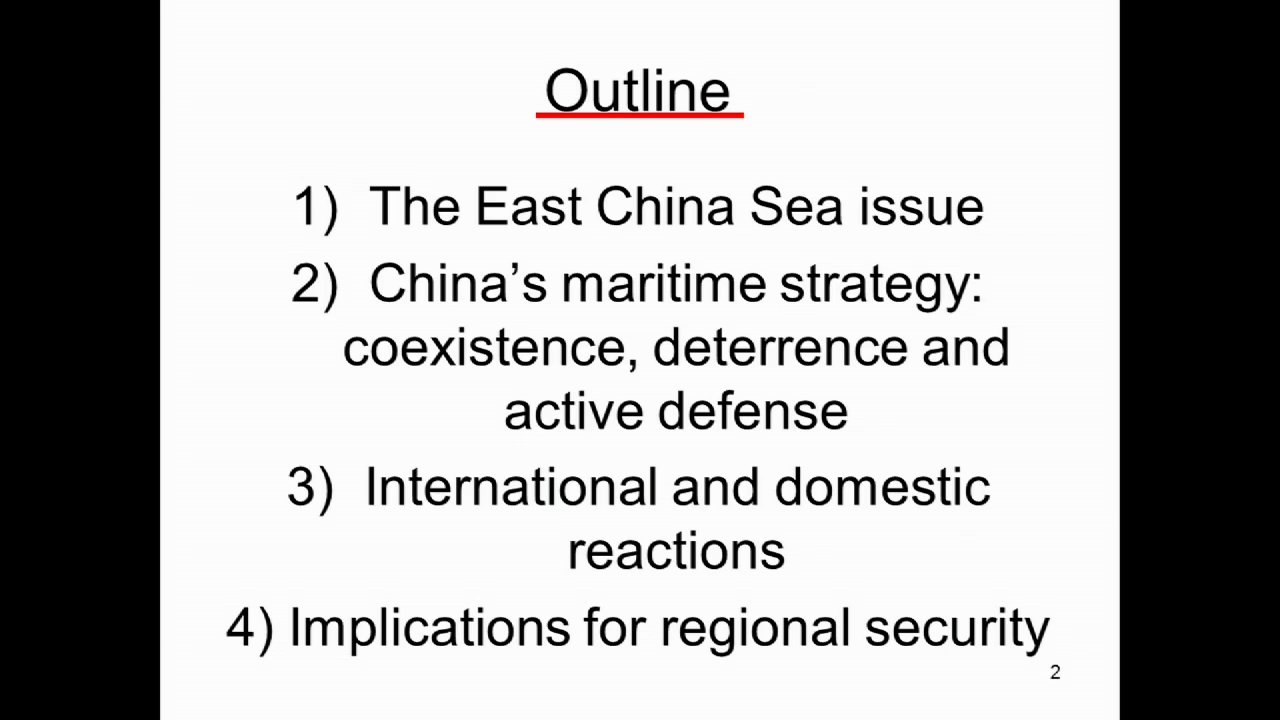 Outline
1) The East China Sea issue
2) China’s maritime strategy:
coexistence, deterrence and
active defense
3) International and domestic
reactions
4) Implications for regional security
2